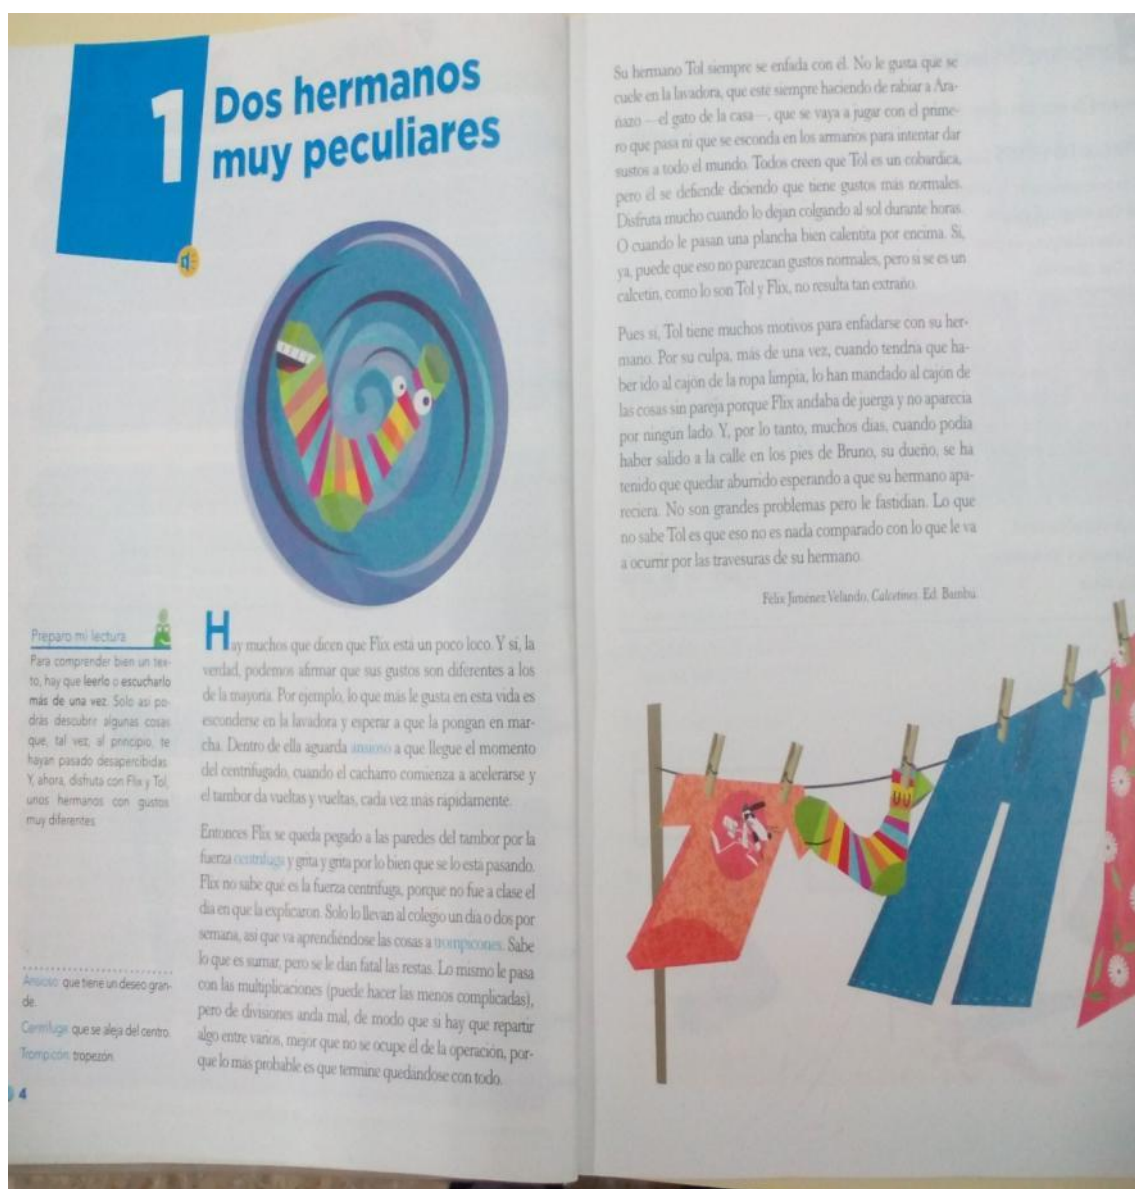 1
Dos hermanos
muy peculiares
Preparo mi lectura
Para comprender bien un tex-
to, hay que leerlo o escucharlo
más de una vez. Solo así po-
drás descubrir algunas cosas
que, tal vez, al principio, te
hayan pasado desapercibidas.
Y, ahora, disfruta con Flix y Tol,
unos hermanos con gustos
muy diferentes.
Ansioso: que tiene un deseo gran-
de.
Centrífuga: que se aleja del centro.
Trompicón: tropezón.
4
Hay muchos que dicen que Flix está un poco loco. Y sí, la
verdad, podemos afirmar que sus gustos son diferentes a los
de la mayoría. Por ejemplo, lo que más le gusta en esta vida es
esconderse en la lavadora y esperar a que la pongan en mar-
cha. Dentro de ella aguarda ansioso a que llegue el momento
del centrifugado, cuando el cacharro comienza a acelerarse y
el tambor da vueltas y vueltas, cada vez más rápidamente.
Entonces Flix se queda pegado a las paredes del tambor por la
fuerza centrífuga y grita y grita por lo bien que se lo está pasando.
Flix no sabe qué es la fuerza centrífuga, porque no fue a clase el
día en que la explicaron. Solo lo llevan al colegio un día o dos por
semana, así que va aprendiéndose las cosas a trompicones. Sabe
lo que es sumar, pero se le dan fatal las restas. Lo mismo le pasa
con las multiplicaciones (puede hacer las menos complicadas),
pero de divisiones anda mal, de modo que si hay que repartir
algo entre varios, mejor que no se ocupe él de la operación, por-
que lo más probable es que termine quedándose con todo.
Su hermano Tol siempre se enfada con él. No le gusta que se
cuele en la lavadora, que esté siempre haciendo de rabiar a Ara-
ñazo —el gato de la casa—, que se vaya a jugar con el prime-
ro que pasa ni que se esconda en los armarios para intentar dar
sustos a todo el mundo. Todos creen que Tol es un cobardica,
pero él se defiende diciendo que tiene gustos más normales.
Disfruta mucho cuando lo dejan colgando al sol durante horas.
O cuando le pasan una plancha bien calentita por encima. Sí,
ya, puede que eso no parezcan gustos normales, pero si se es un
calcetín, como lo son Tol y Flix, no resulta tan extraño.
Pues sí, Tol tiene muchos motivos para enfadarse con su her-
mano. Por su culpa, más de una vez, cuando tendría que ha-
ber ido al cajón de la ropa limpia, lo han mandado al cajón de
las cosas sin pareja porque Flix andaba de juerga y no aparecía
por ningún lado. Y, por lo tanto, muchos días, cuando podía
haber salido a la calle en los pies de Bruno, su dueño, se ha
tenido que quedar aburrido esperando a que su hermano apa-
reciera. No son grandes problemas pero le fastidian. Lo que
no sabe Tol es que eso no es nada comparado con lo que le va
a ocurrir por las travesuras de su hermano.
Félix Jiménez Velando, Calcetines. Ed. Bambú.